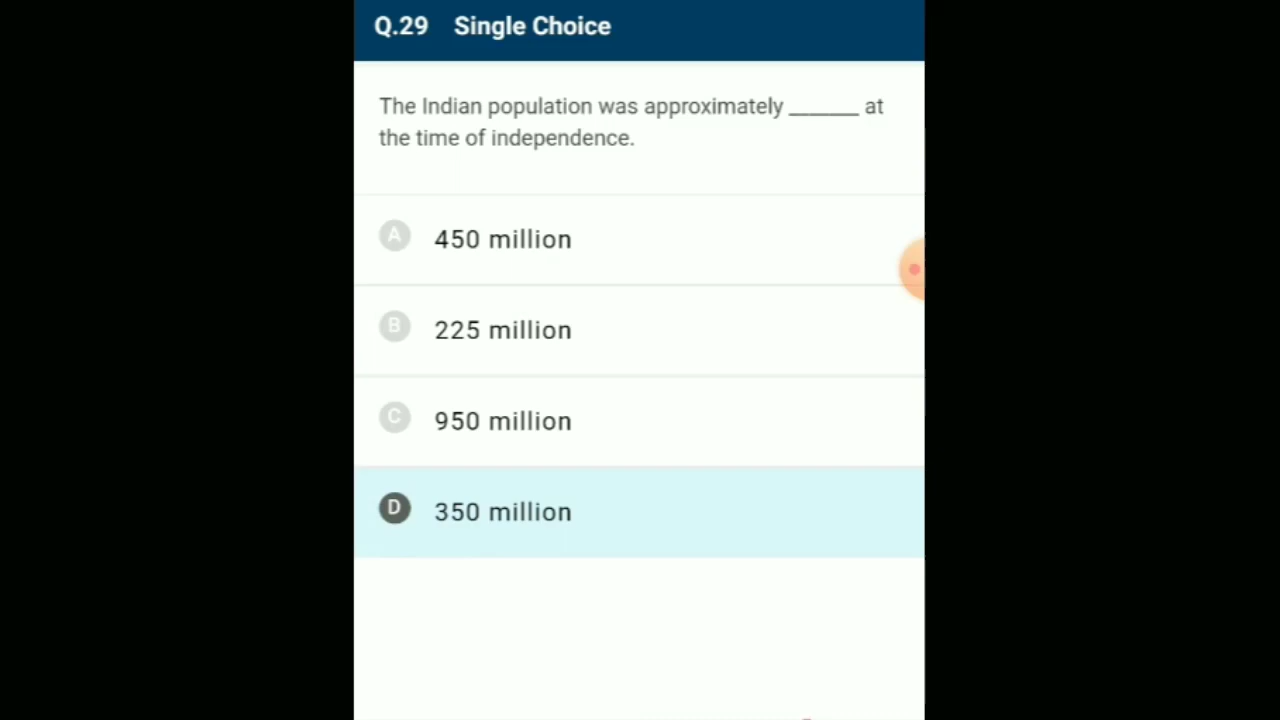 Q.29 Single Choice
The Indian population was approximately ______ at
the time of independence.
A 450 million
B 225 million
C 950 million
D 350 million